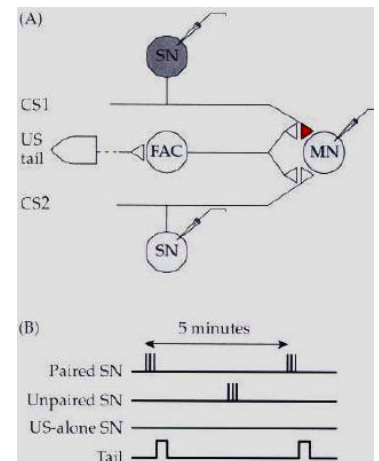 (A)
SN
CS1
US
tail
FAC
MN
CS2
SN
(B)
5 minutes
Paired SN
Unpaired SN
US-alone SN
Tail